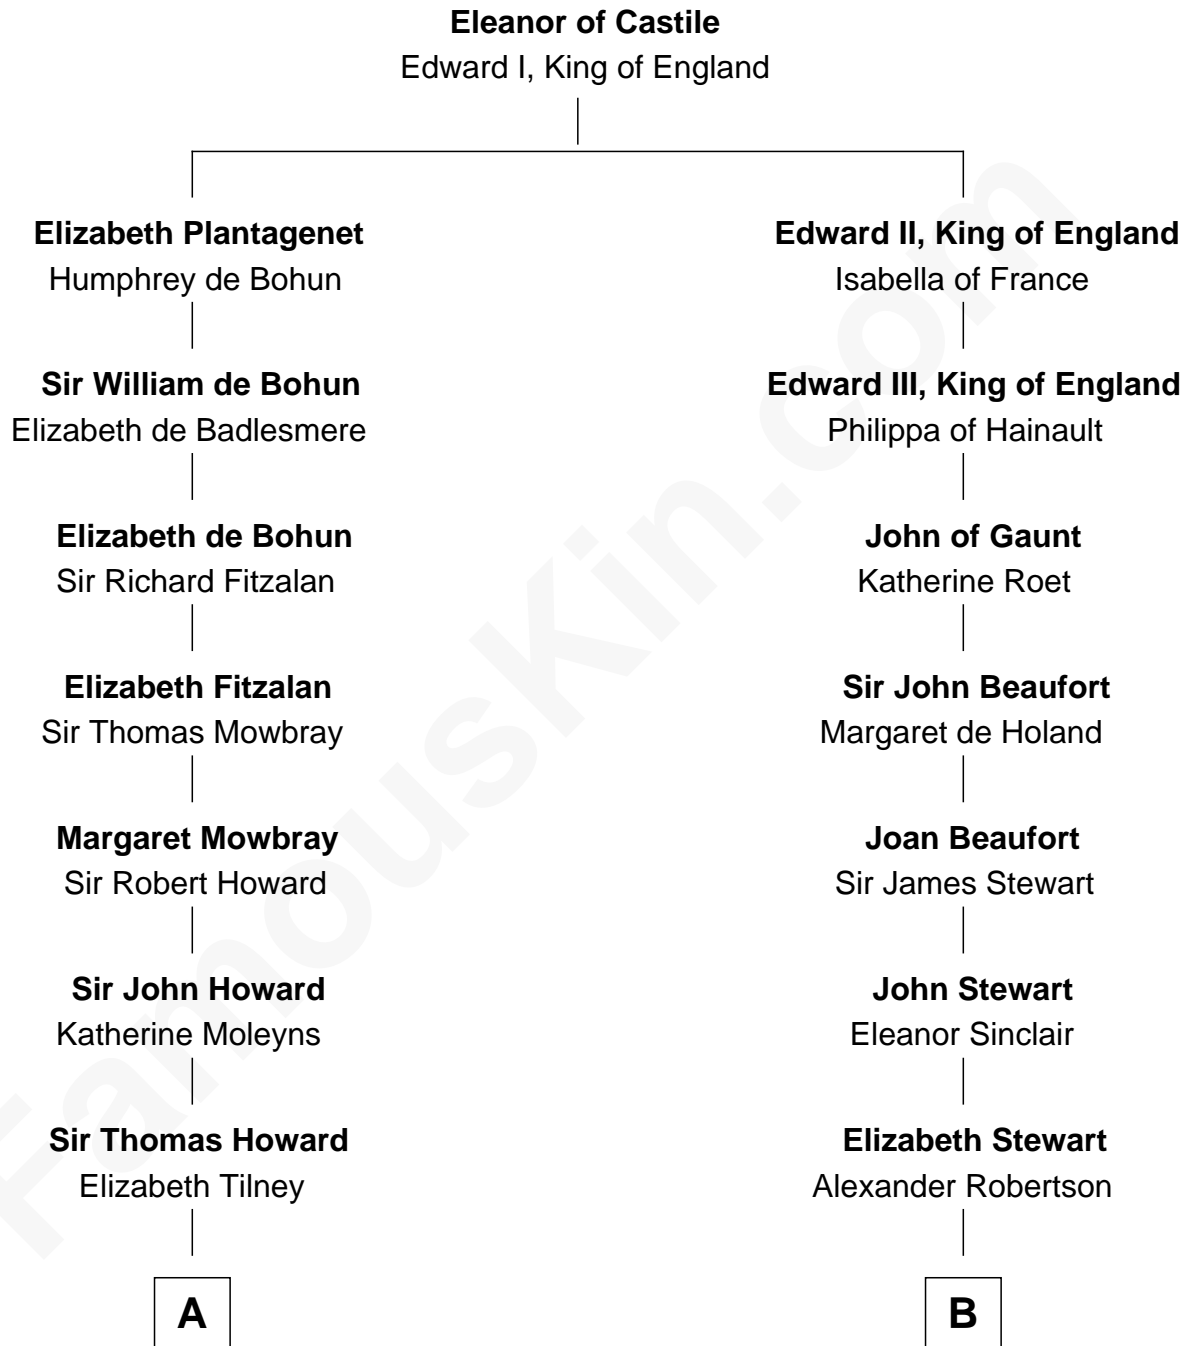 Eleanor of Castile
Edward I, King of England
Elizabeth Plantagenet
Humphrey de Bohun
Edward II, King of England
Isabella of France
Sir William de Bohun
Elizabeth de Badlesmere
Edward III, King of England
Philippa of Hainault
Elizabeth de Bohun
Sir Richard Fitzalan
John of Gaunt
Katherine Roet
Elizabeth Fitzalan
Sir Thomas Mowbray
Sir John Beaufort
Margaret de Holand
Margaret Mowbray
Sir Robert Howard
Joan Beaufort
Sir James Stewart
Sir John Howard
Katherine Moleyns
John Stewart
Eleanor Sinclair
Sir Thomas Howard
Elizabeth Tilney
Elizabeth Stewart
Alexander Robertson
A
B
FamousKin.com